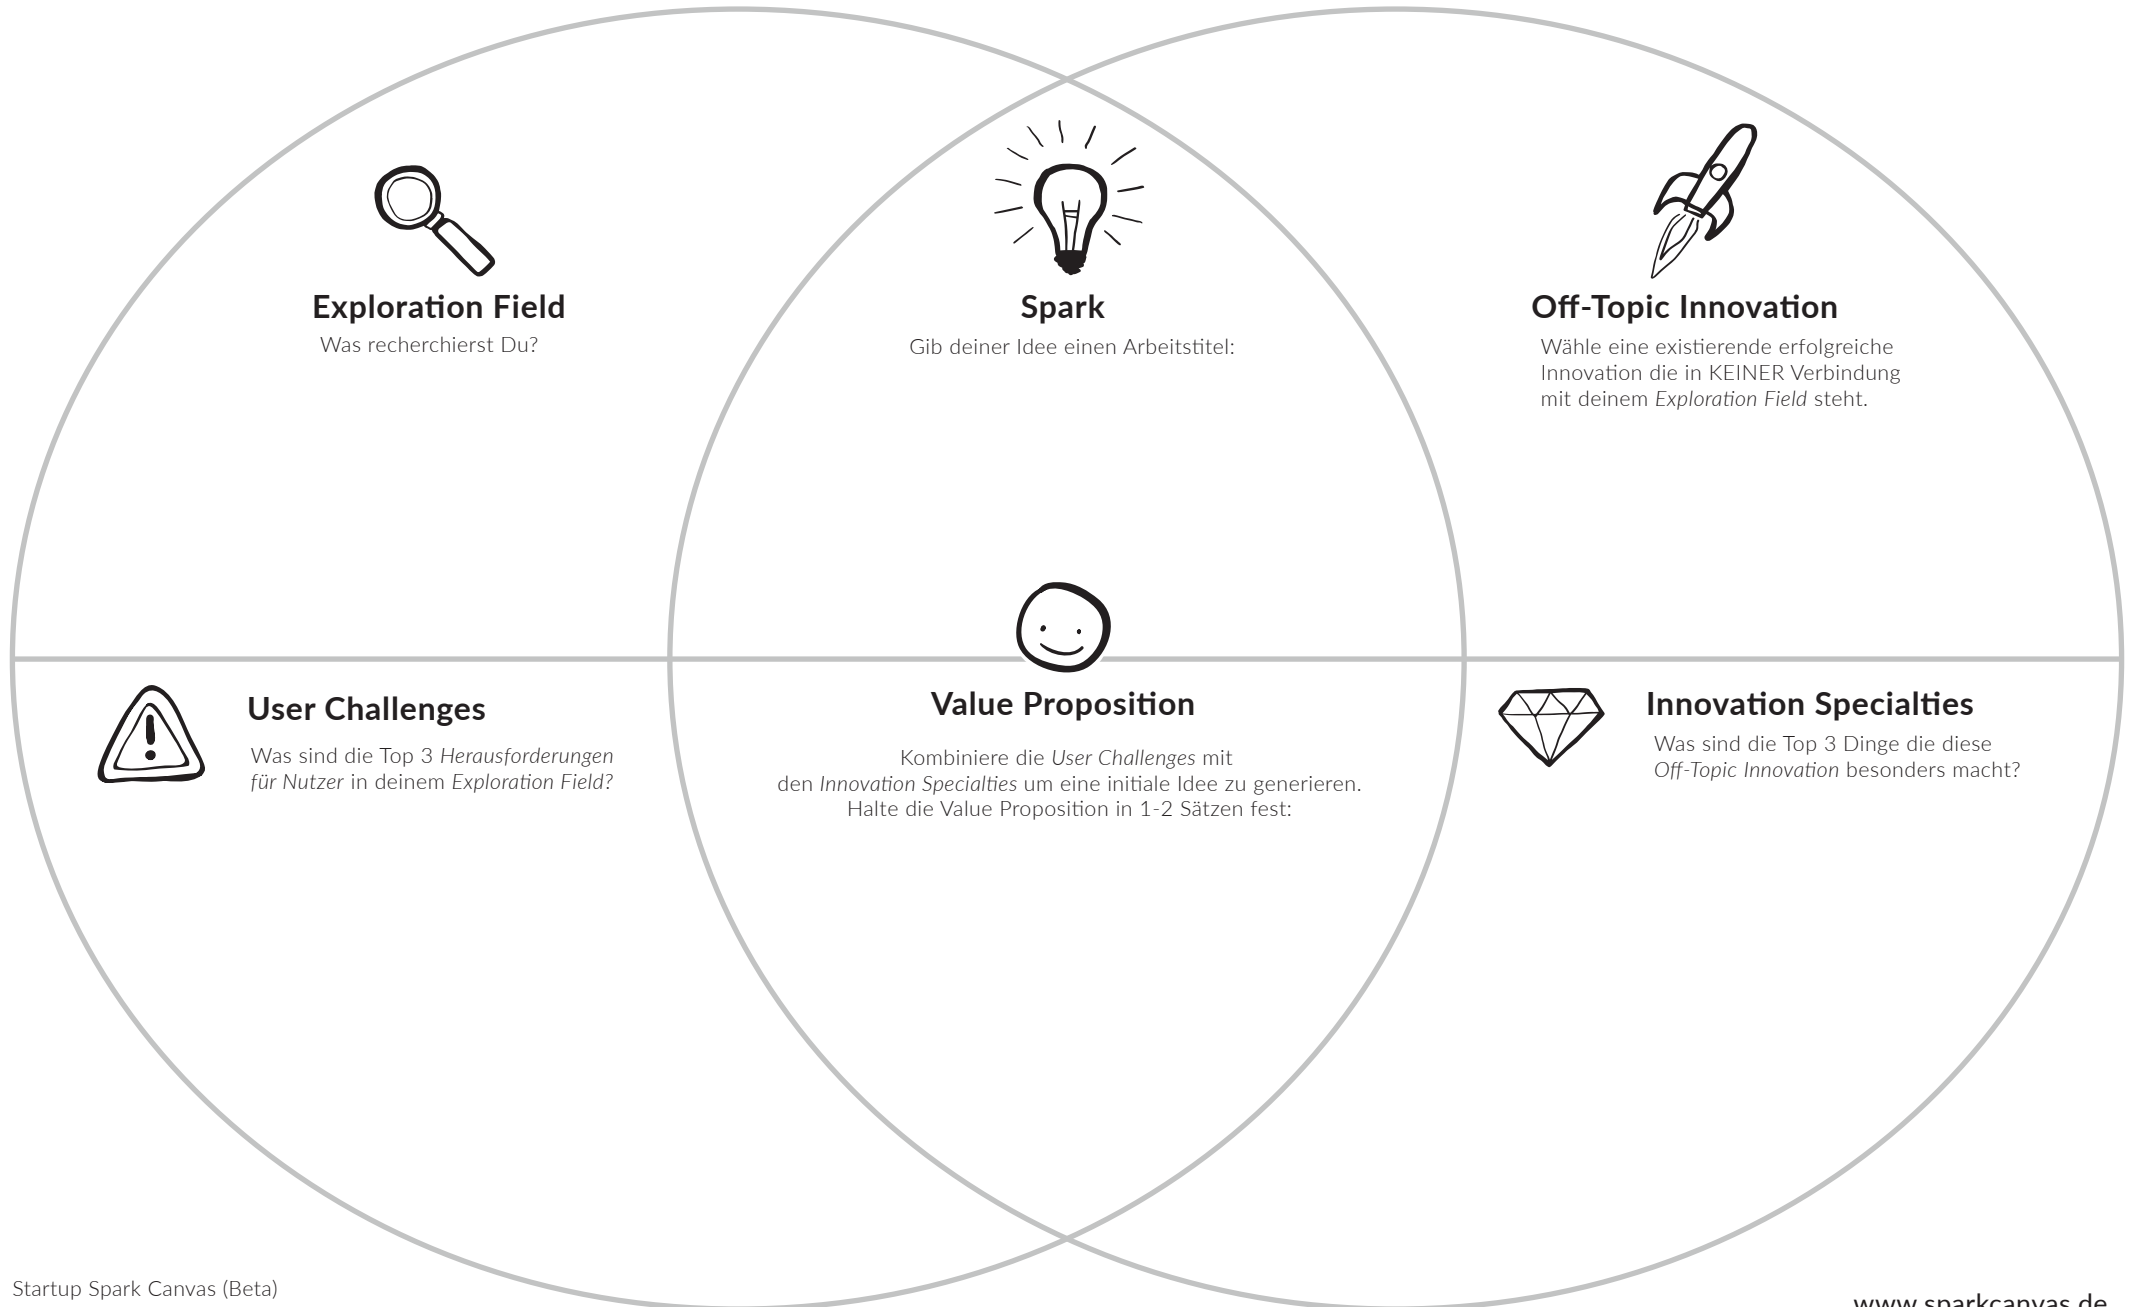 Exploration Field
Was recherchierst Du?
Spark
Gib deiner Idee einen Arbeitstitel:
Off-Topic Innovation
Wähle eine existierende erfolgreiche
Innovation die in KEINER Verbindung
mit deinem Exploration Field steht.
User Challenges
Was sind die Top 3 Herausforderungen
für Nutzer in deinem Exploration Field?
Value Proposition
Kombiniere die User Challenges mit
den Innovation Specialties um eine initiale Idee zu generieren.
Halte die Value Proposition in 1-2 Sätzen fest:
Innovation Specialties
Was sind die Top 3 Dinge die diese
Off-Topic Innovation besonders macht?
Startup Spark Canvas (Beta)
www.sparkcanvas.de